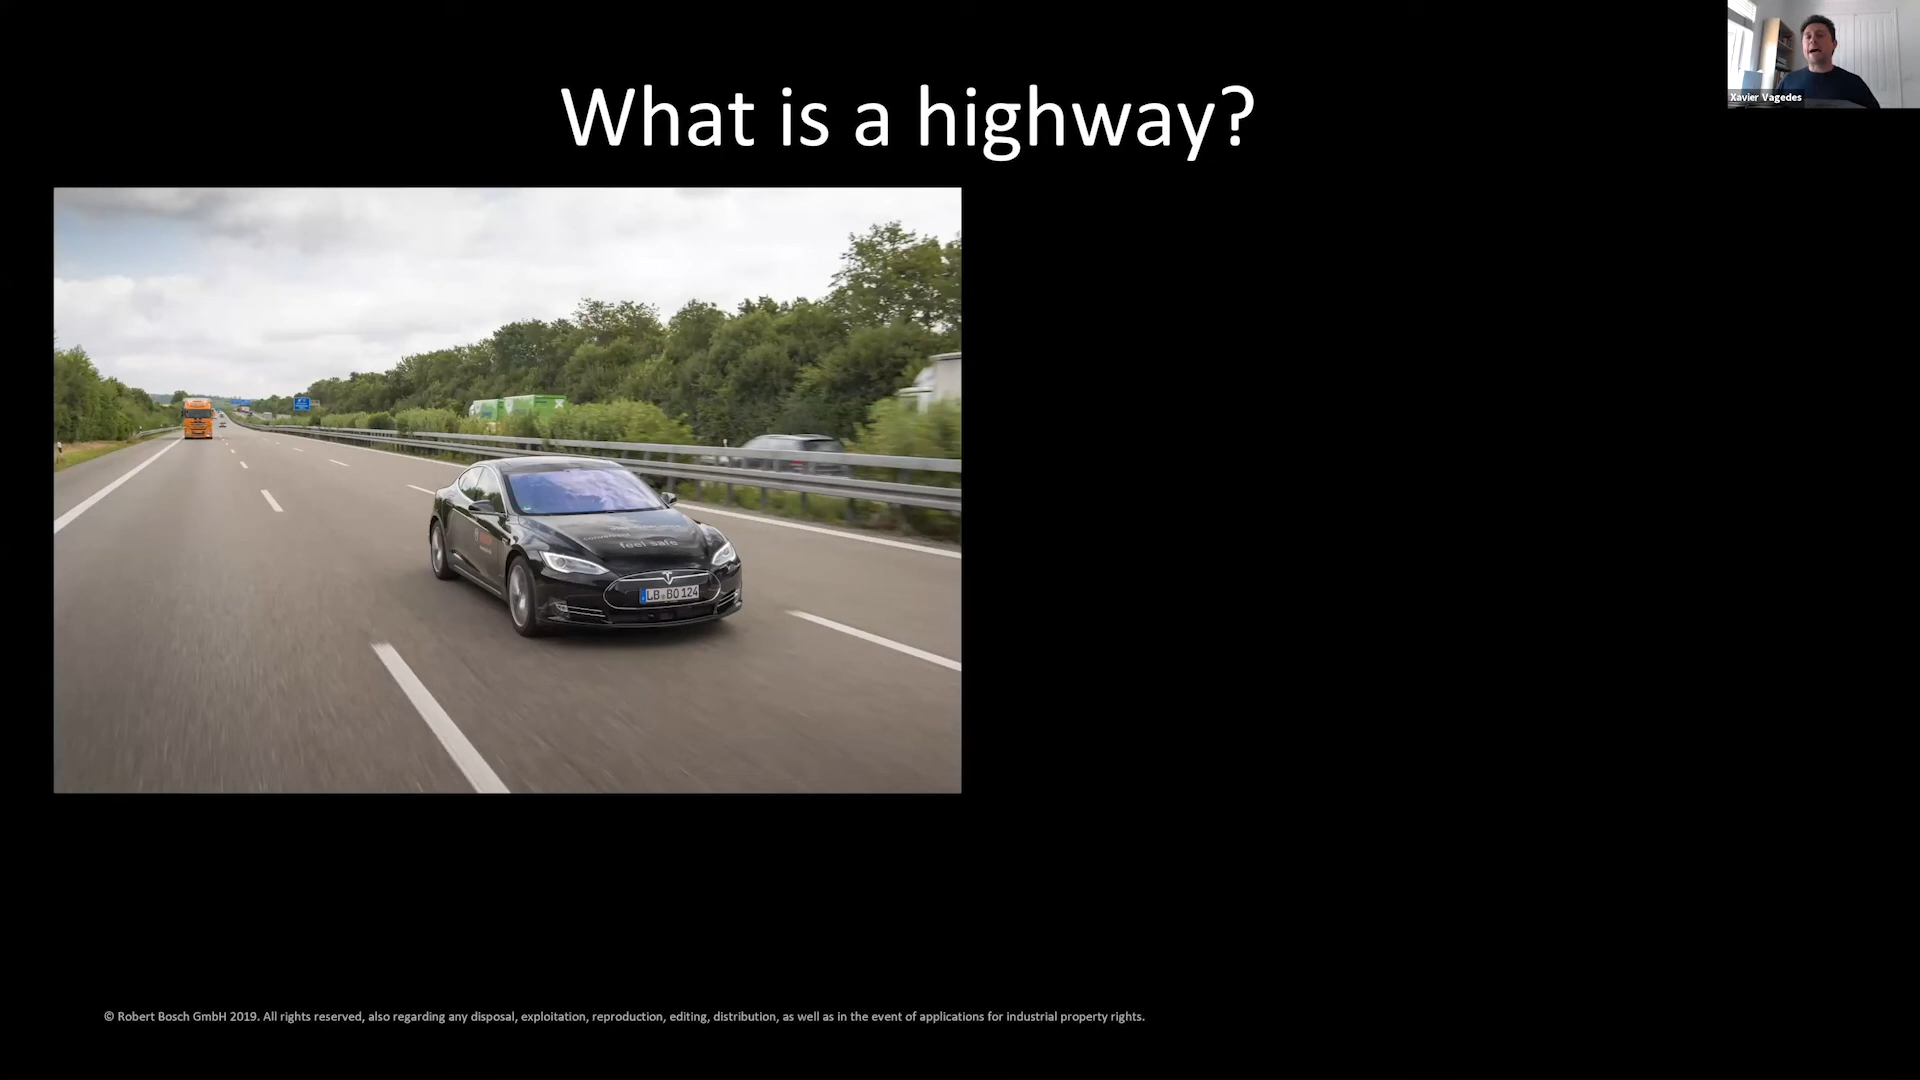 What is a highway?
Xavier Vagedes
feel safe
LB BO 124
© Robert Bosch GmbH 2019. All rights reserved, also regarding any disposal, exploitation, reproduction, editing, distribution, as well as in the event of applications for industrial property rights.